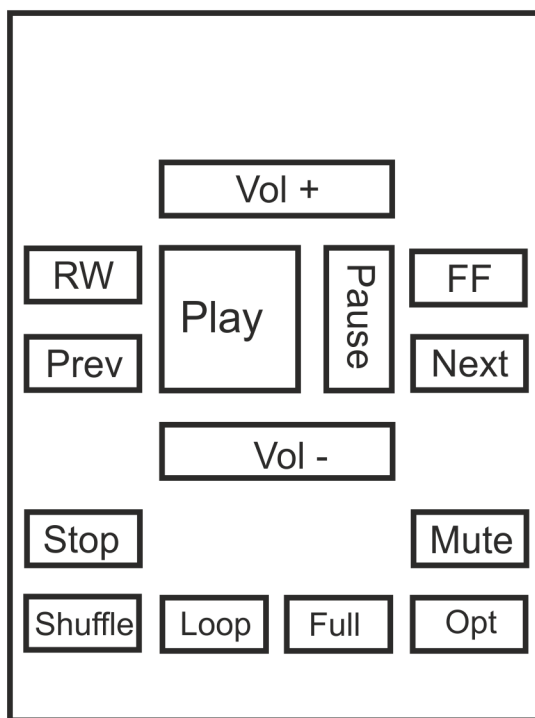 Vol +
RW
Play
Pause
FF
Prev
Next
Vol -
Stop
Mute
Shuffle
Loop
Full
Opt